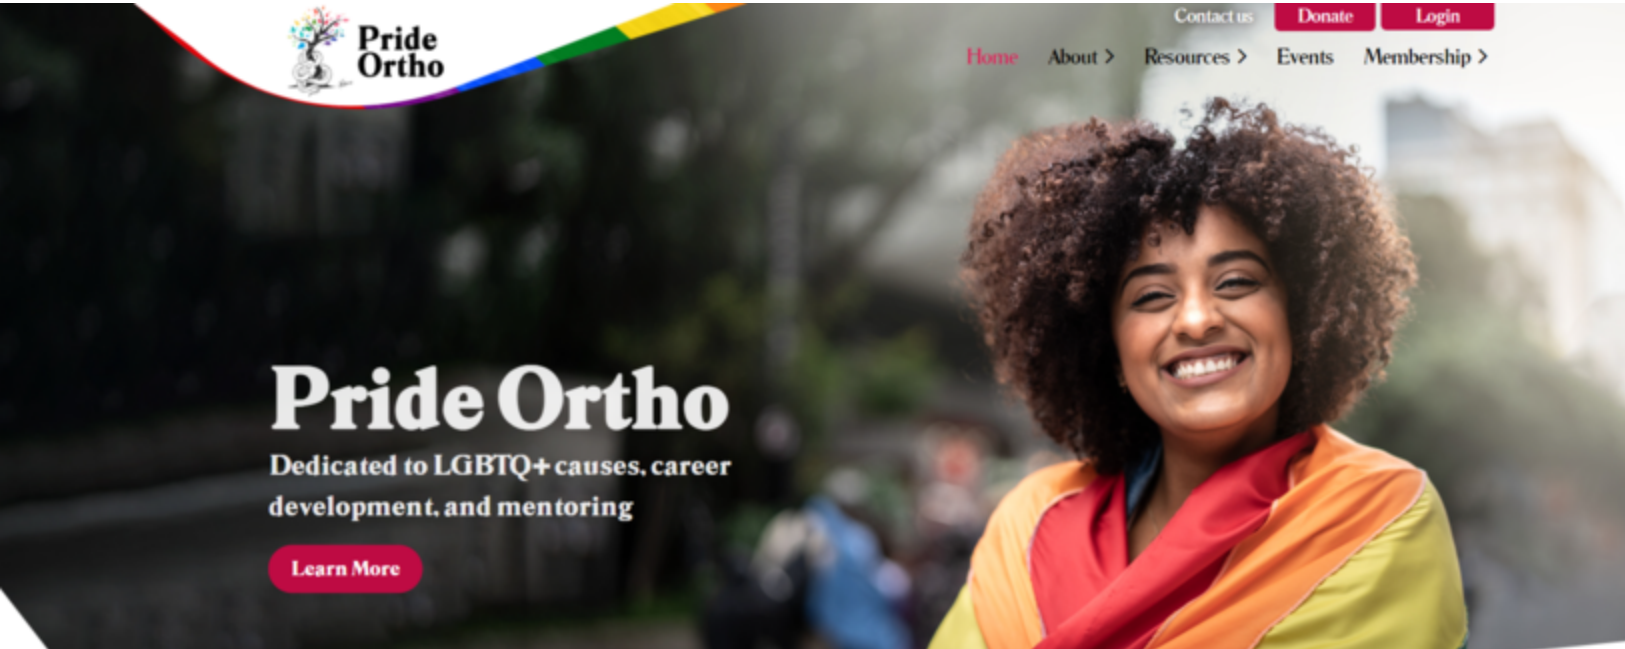 Pride
Ortho
Contact us
Donate
Login
Home
About
Resources
Events
Membership
Pride Ortho
Dedicated to LGBTQ+ causes, career
development, and mentoring
Learn More